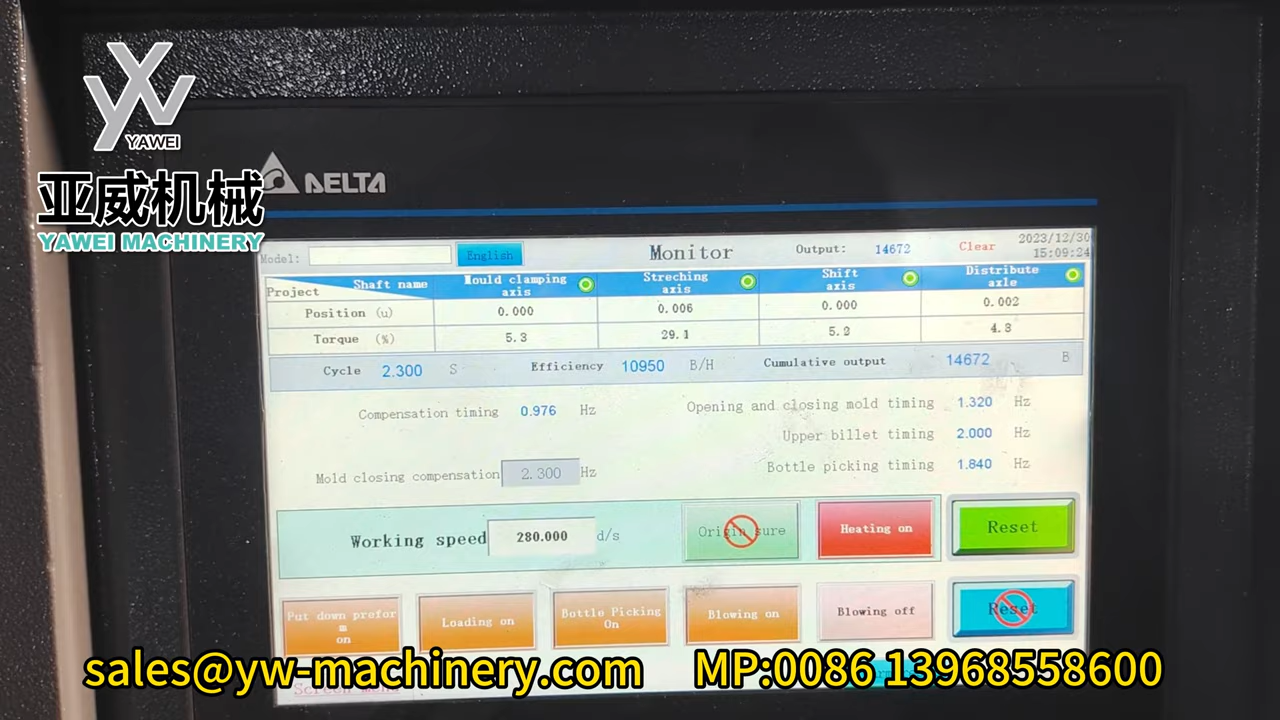 YW
YAWEI
亚威机械
YAWEI MACHINERY
DELTA
Model: English Monitor Output: 14672 Clear 2023/12/30
15:09:24
Project Shaft name Mould clamping axis Streching axis Shift axis Distribute axle
Position (u) 0.000 0.006 0.000 0.002
Torque (%) 5.3 29.1 5.2 4.3
Cycle 2.300 S Efficiency 10950 B/H Cumulative output 14672 B
Compensation timing 0.976 Hz Opening and closing mold timing 1.320 Hz
Upper billet timing 2.000 Hz
Mold closing compensation 2.300 Hz Bottle picking timing 1.840 Hz
Working speed 280.000 d/s Origin sure Heating on Reset
Put down prefor
m
on
Loading on
Bottle Picking
On
Blowing on
Blowing off
Reset
sales@yw-machinery.com MP:0086 13968558600